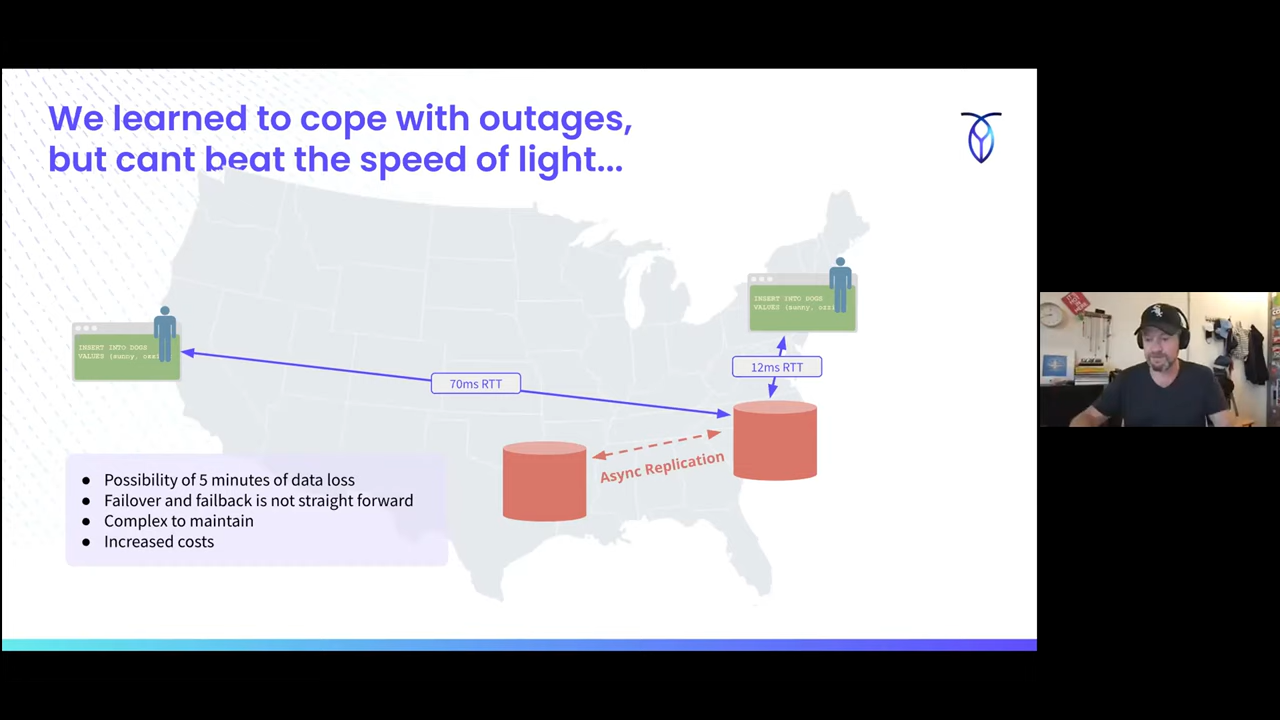 We learned to cope with outages,
but cant beat the speed of light...
INSERT INTO DOGS
VALUES (sunny,
INSERT INTO DOGS
VALUES (sunny,
70ms RTT
12ms RTT
Async Replication
● Possibility of 5 minutes of data loss
● Failover and failback is not straight forward
● Complex to maintain
● Increased costs